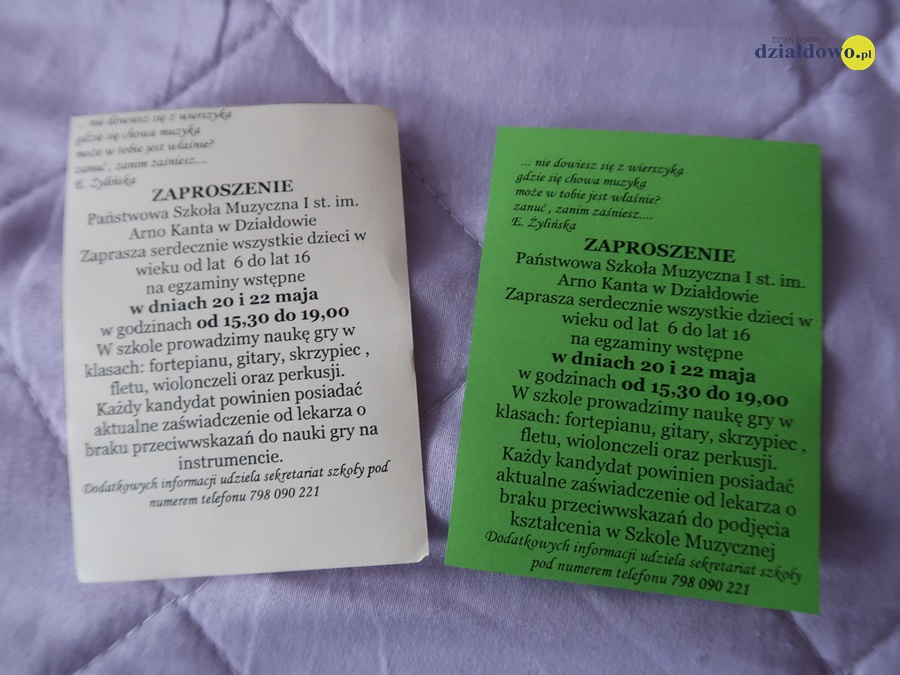 DZIEŃ DOBRY
działdowo.pl
... nie dowiesz się z wierszyka
gdzie się chowa muzyka
może w tobie jest właśnie?
zanuć , zanim zaśniesz....
E. Żylińska
ZAPROSZENIE
Państwowa Szkoła Muzyczna I st. im.
Arno Kanta w Działdowie
Zaprasza serdecznie wszystkie dzieci w
wieku od lat 6 do lat 16
na egzaminy wstępne
w dniach 20 i 22 maja
w godzinach od 15,30 do 19,00
W szkole prowadzimy naukę gry w
klasach: fortepianu, gitary, skrzypiec ,
fletu, wiolonczeli oraz perkusji.
Każdy kandydat powinien posiadać
aktualne zaświadczenie od lekarza o
braku przeciwwskazań do nauki gry na
instrumencie.
Dodatkowych informacji udziela sekretariat szkoły pod
numerem telefonu 798 090 221
... nie dowiesz się z wierszyka
gdzie się chowa muzyka
może w tobie jest właśnie?
zanuć , zanim zaśniesz....
E. Żylińska
ZAPROSZENIE
Państwowa Szkoła Muzyczna I st. im.
Arno Kanta w Działdowie
Zaprasza serdecznie wszystkie dzieci w
wieku od lat 6 do lat 16
na egzaminy wstępne
w dniach 20 i 22 maja
w godzinach od 15,30 do 19,00
W szkole prowadzimy naukę gry w
klasach: fortepianu, gitary, skrzypiec ,
fletu, wiolonczeli oraz perkusji.
Każdy kandydat powinien posiadać
aktualne zaświadczenie od lekarza o
braku przeciwwskazań do podjęcia
kształcenia w Szkole Muzycznej
Dodatkowych informacji udziela sekretariat szkoły
pod numerem telefonu 798 090 221